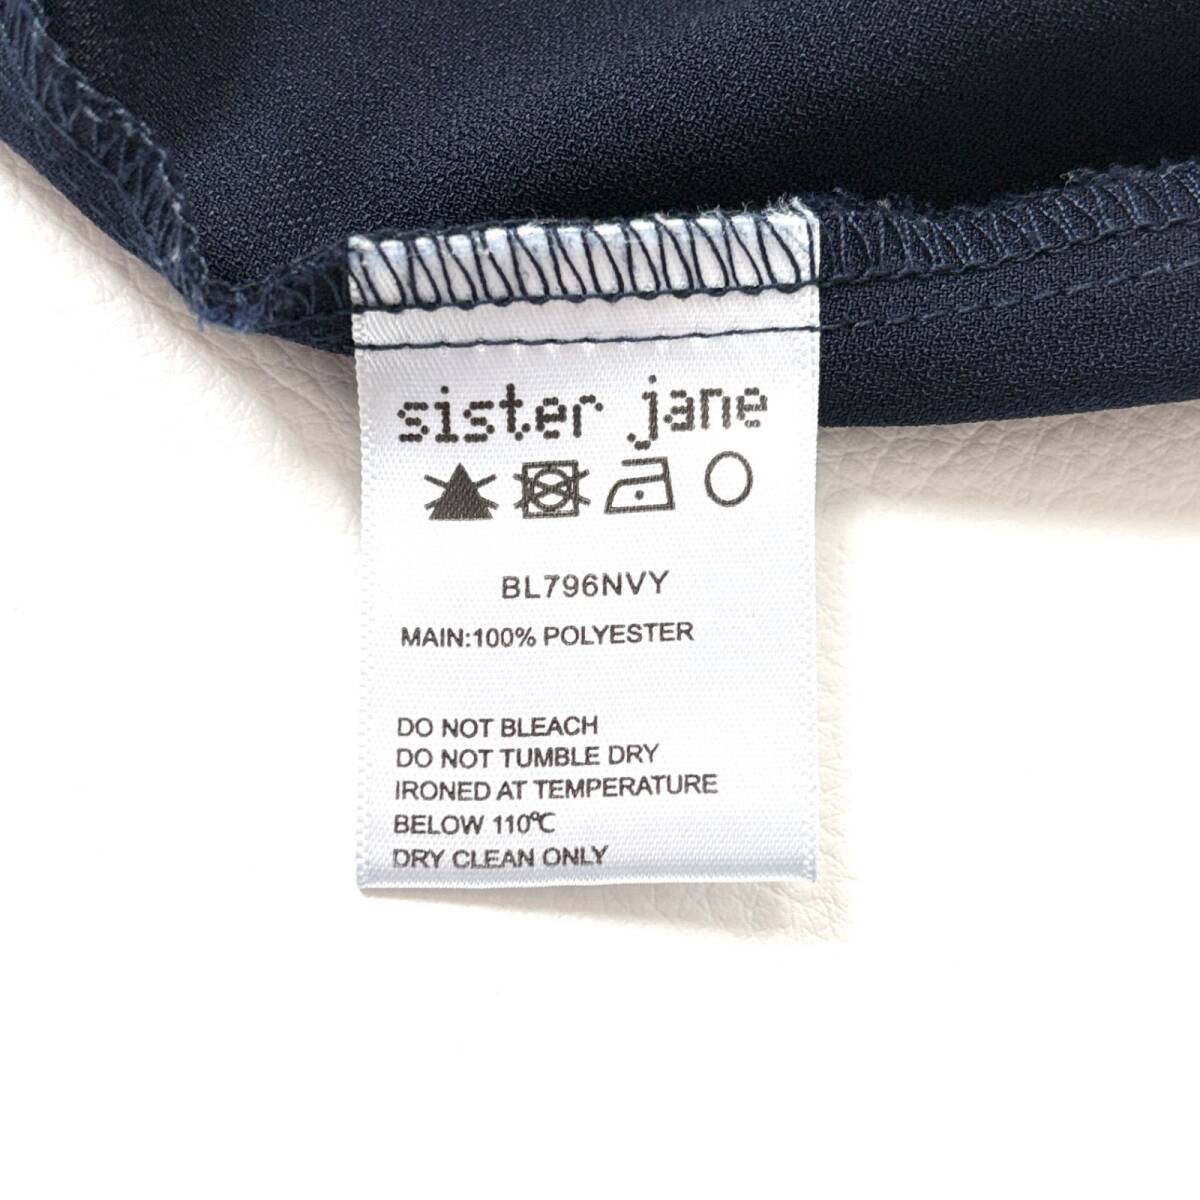 sister jane
BL796NVY
MAIN:100% POLYESTER
DO NOT BLEACH
DO NOT TUMBLE DRY
IRONED AT TEMPERATURE
BELOW 110℃
DRY CLEAN ONLY